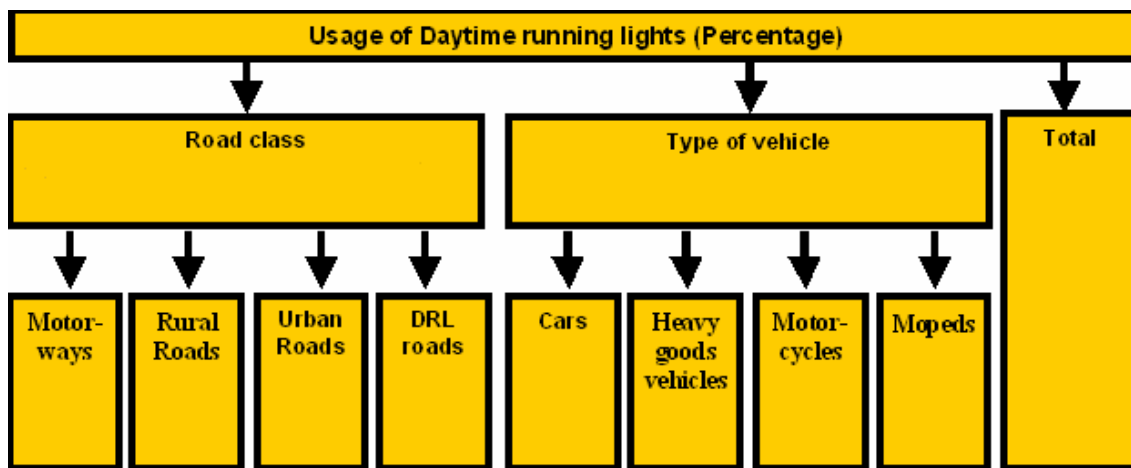 Usage of Daytime running lights (Percentage)
Road class
Type of vehicle
Total
Motor-
ways
Rural
Roads
Urban
Roads
DRL
roads
Cars
Heavy
goods
vehicles
Motor-
cycles
Mopeds